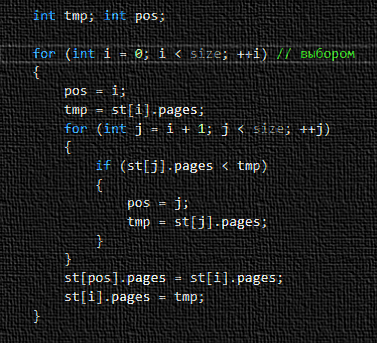 int tmp; int pos;
for (int i = 0; i < size; ++i) // выбором
{
pos = i;
tmp = st[i].pages;
for (int j = i + 1; j < size; ++j)
{
if (st[j].pages < tmp)
{
pos = j;
tmp = st[j].pages;
}
}
st[pos].pages = st[i].pages;
st[i].pages = tmp;
}